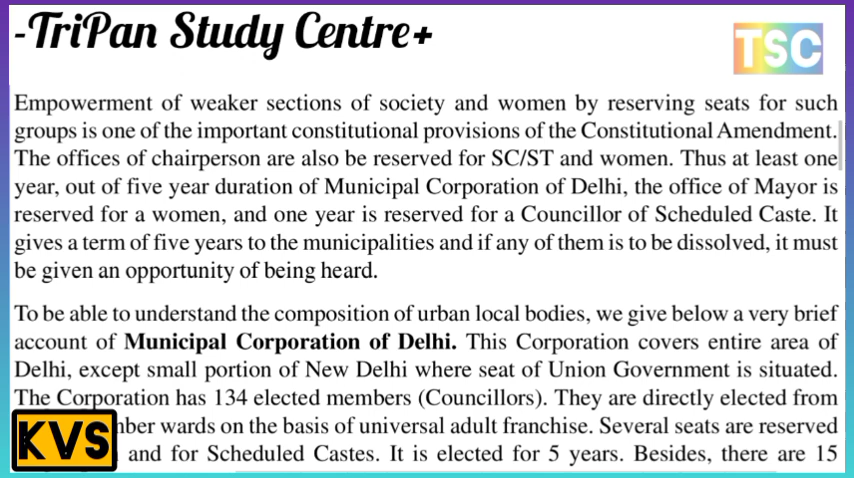 -TriPan Study Centre+
TSC
Empowerment of weaker sections of society and women by reserving seats for such
groups is one of the important constitutional provisions of the Constitutional Amendment.
The offices of chairperson are also be reserved for SC/ST and women. Thus at least one
year, out of five year duration of Municipal Corporation of Delhi, the office of Mayor is
reserved for a women, and one year is reserved for a Councillor of Scheduled Caste. It
gives a term of five years to the municipalities and if any of them is to be dissolved, it must
be given an opportunity of being heard.
To be able to understand the composition of urban local bodies, we give below a very brief
account of Municipal Corporation of Delhi. This Corporation covers entire area of
Delhi, except small portion of New Delhi where seat of Union Government is situated.
The Corporation has 134 elected members (Councillors). They are directly elected from
wards on the basis of universal adult franchise. Several seats are reserved
and for Scheduled Castes. It is elected for 5 years. Besides, there are 15
KVS